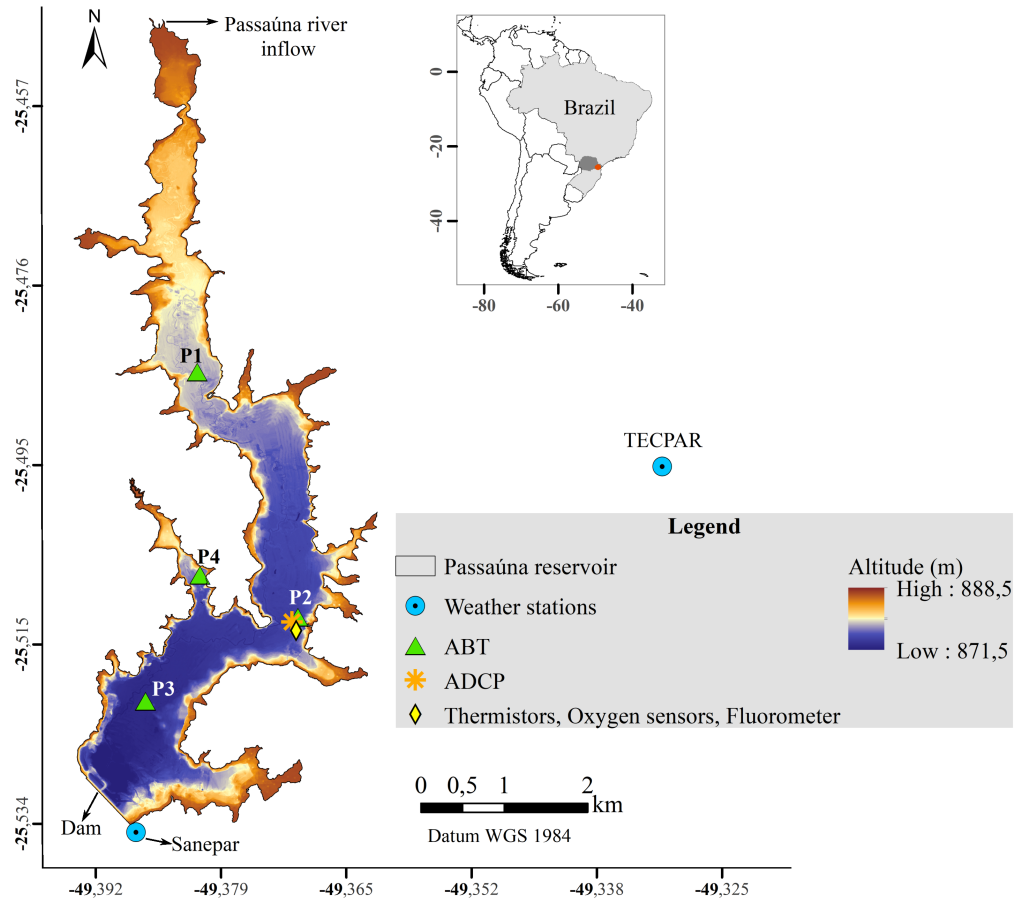 N
Passaúna river
inflow
Brazil
0
-20
-40
-80
-60
-40
-25,457
-25,476
-25,495
-25,515
-25,534
P1
P4
P2
P3
TECPAR
Legend
Passaúna reservoir
Weather stations
ABT
ADCP
Thermistors, Oxygen sensors, Fluorometer
Altitude (m)
High : 888,5
Low : 871,5
0 0,5 1 2
km
Datum WGS 1984
Dam
Sanepar
-49,392 -49,379 -49,365 -49,352 -49,338 -49,325